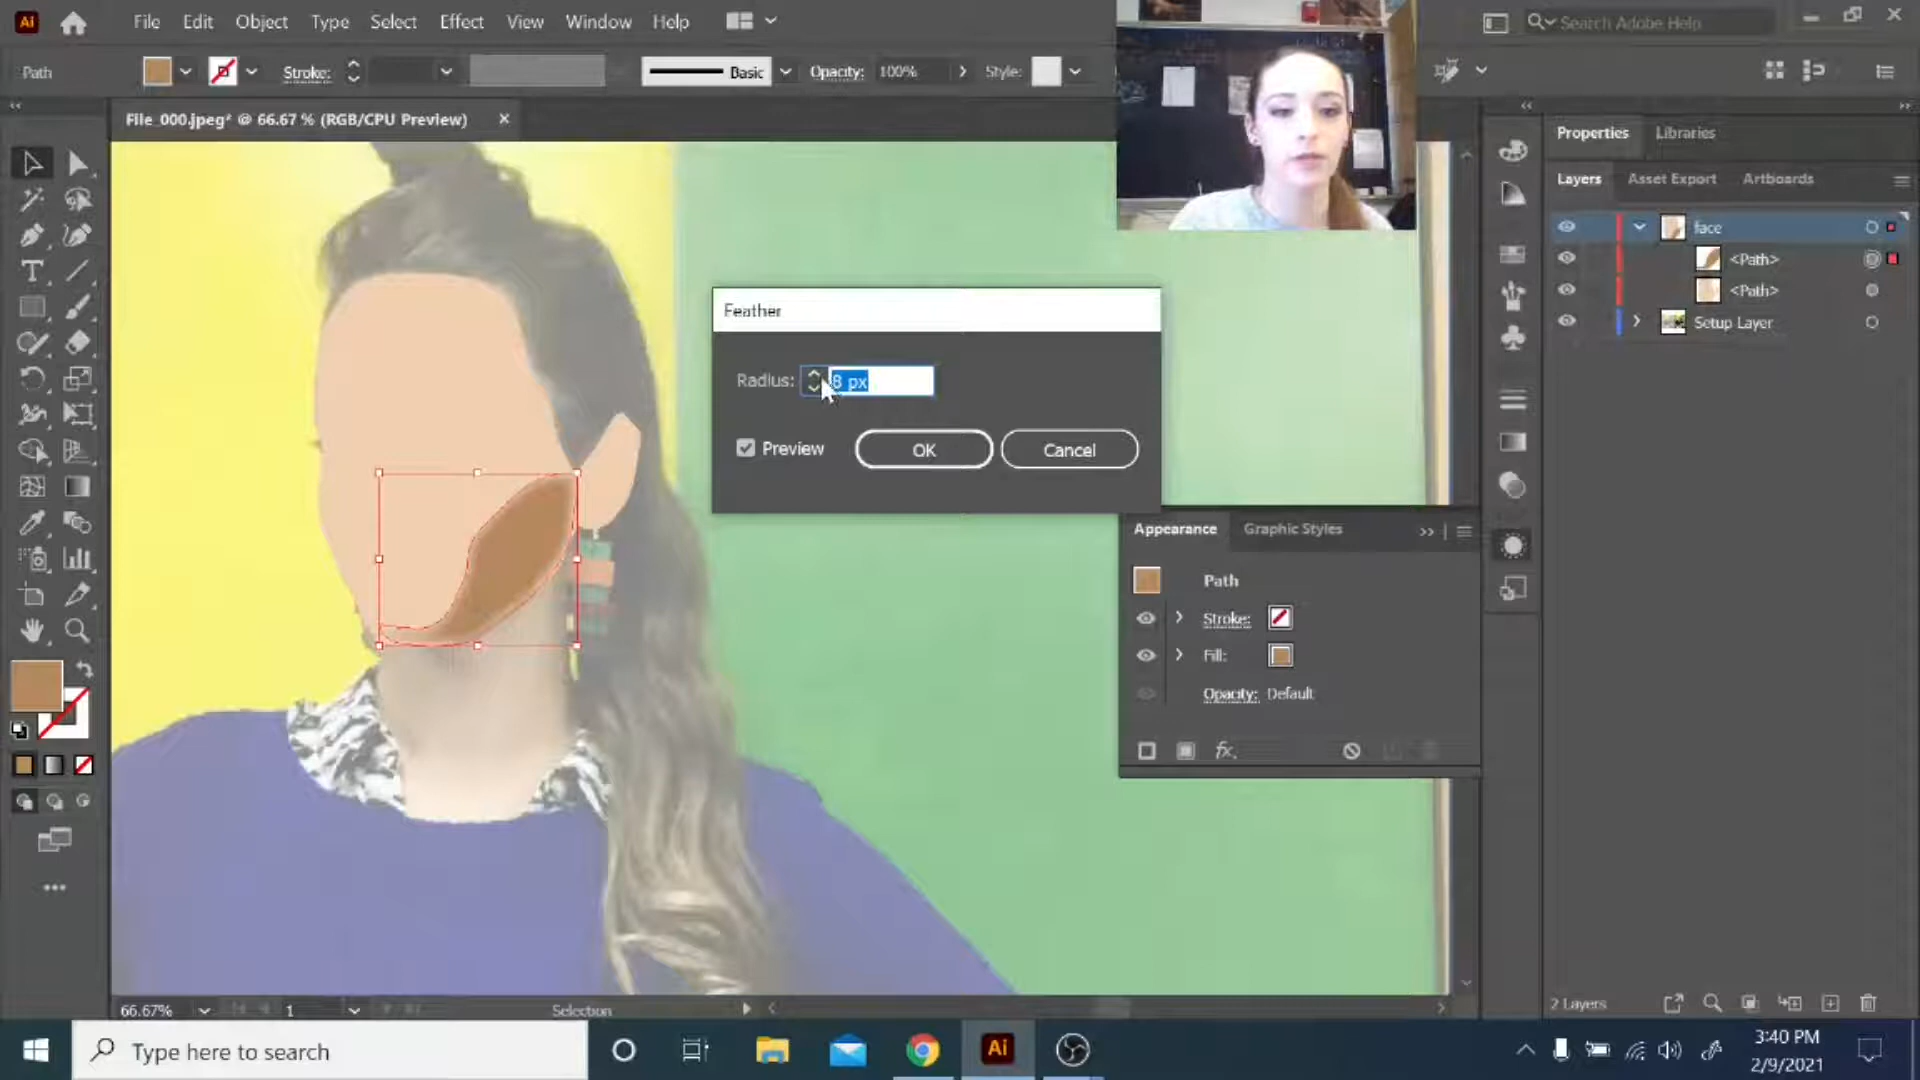 Ai File Edit Object Type Select Effect View Window Help Search Adobe Help
Path Stroke: Basic Opacity: 100% Style:
File_000.jpeg* @ 66.67 % (RGB/CPU Preview)
Properties Libraries
Layers Asset Export Artboards
face
<Path>
<Path>
Setup Layer
Feather
Radius: 8 px
Preview OK Cancel
Appearance Graphic Styles
Path
Stroke:
Fill:
Opacity: Default
fx.
66.67% 1 Selection
2 Layers
Type here to search
Ai
3:40 PM
2/9/2021